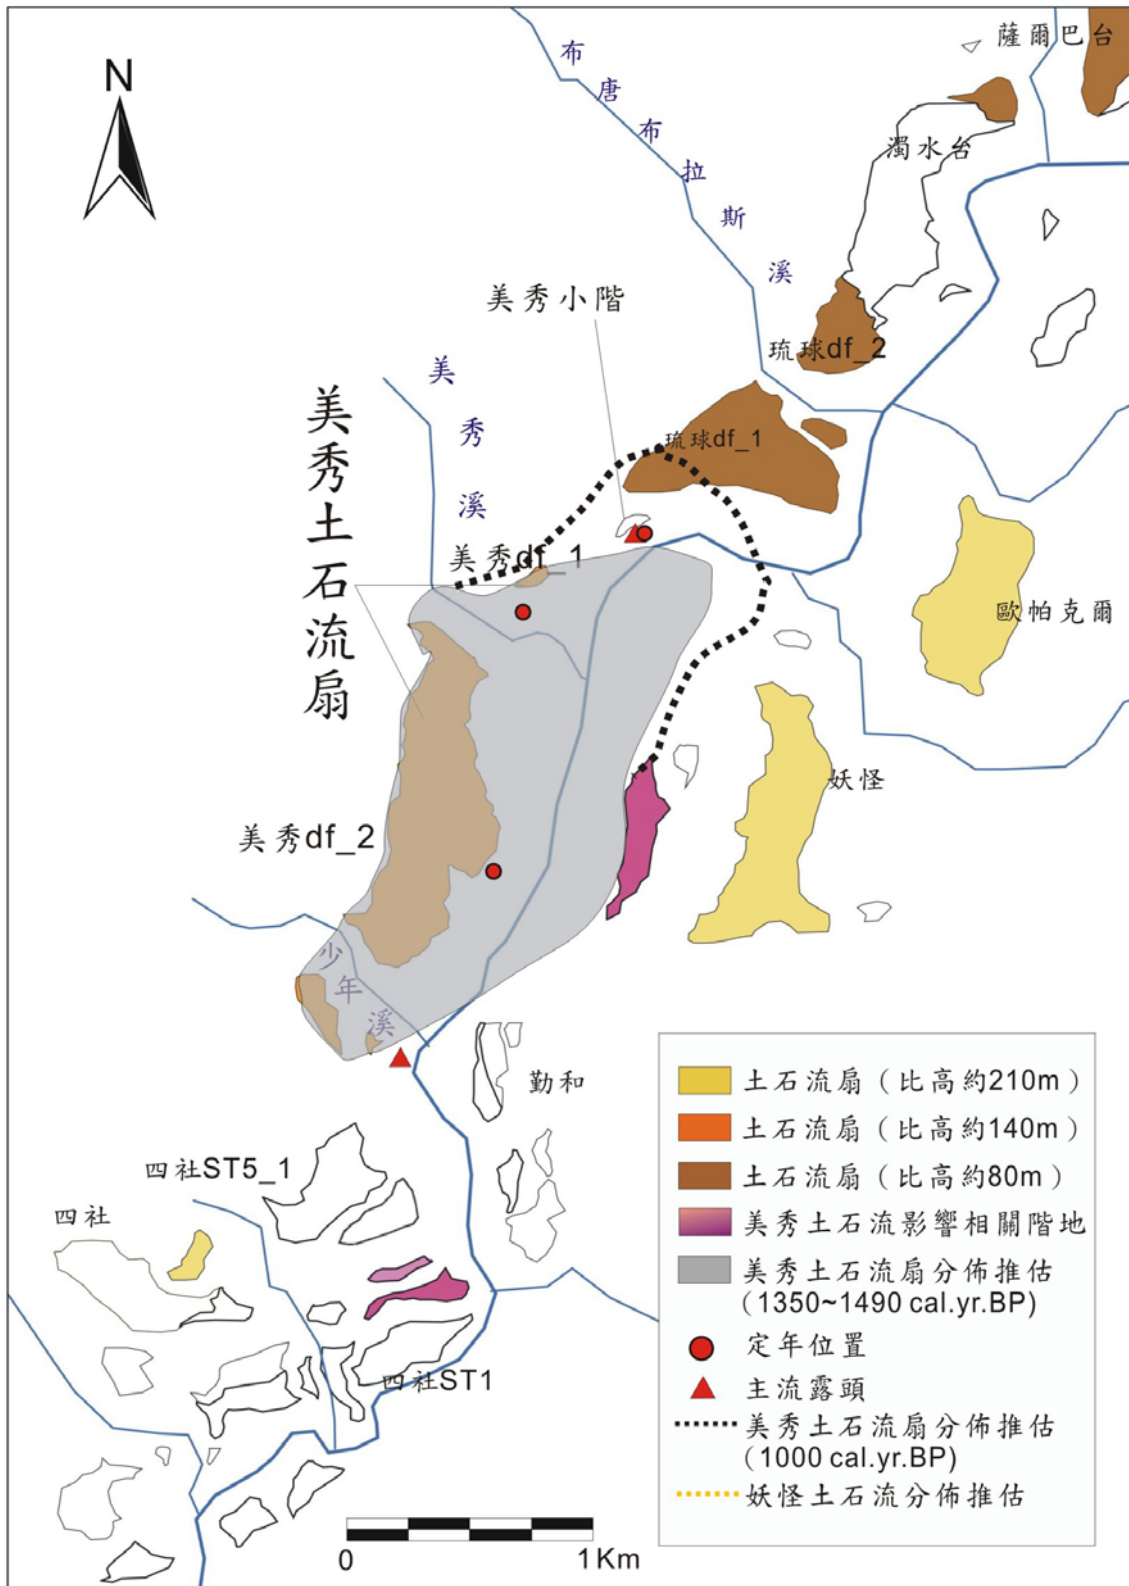 N
薩爾巴台
布唐布拉斯溪
濁水台
美秀小階
琉球df_2
美秀溪
美秀土石流扇
琉球df_1
美秀df_1
歐帕克爾
妖怪
美秀df_2
少年溪
勤和
四社ST5_1
四社
四社ST1
土石流扇（比高約210m）
土石流扇（比高約140m）
土石流扇（比高約80m）
美秀土石流影響相關階地
美秀土石流扇分佈推估
(1350~1490 cal.yr.BP)
定年位置
主流露頭
美秀土石流扇分佈推估
(1000 cal.yr.BP)
妖怪土石流分佈推估
0 1Km